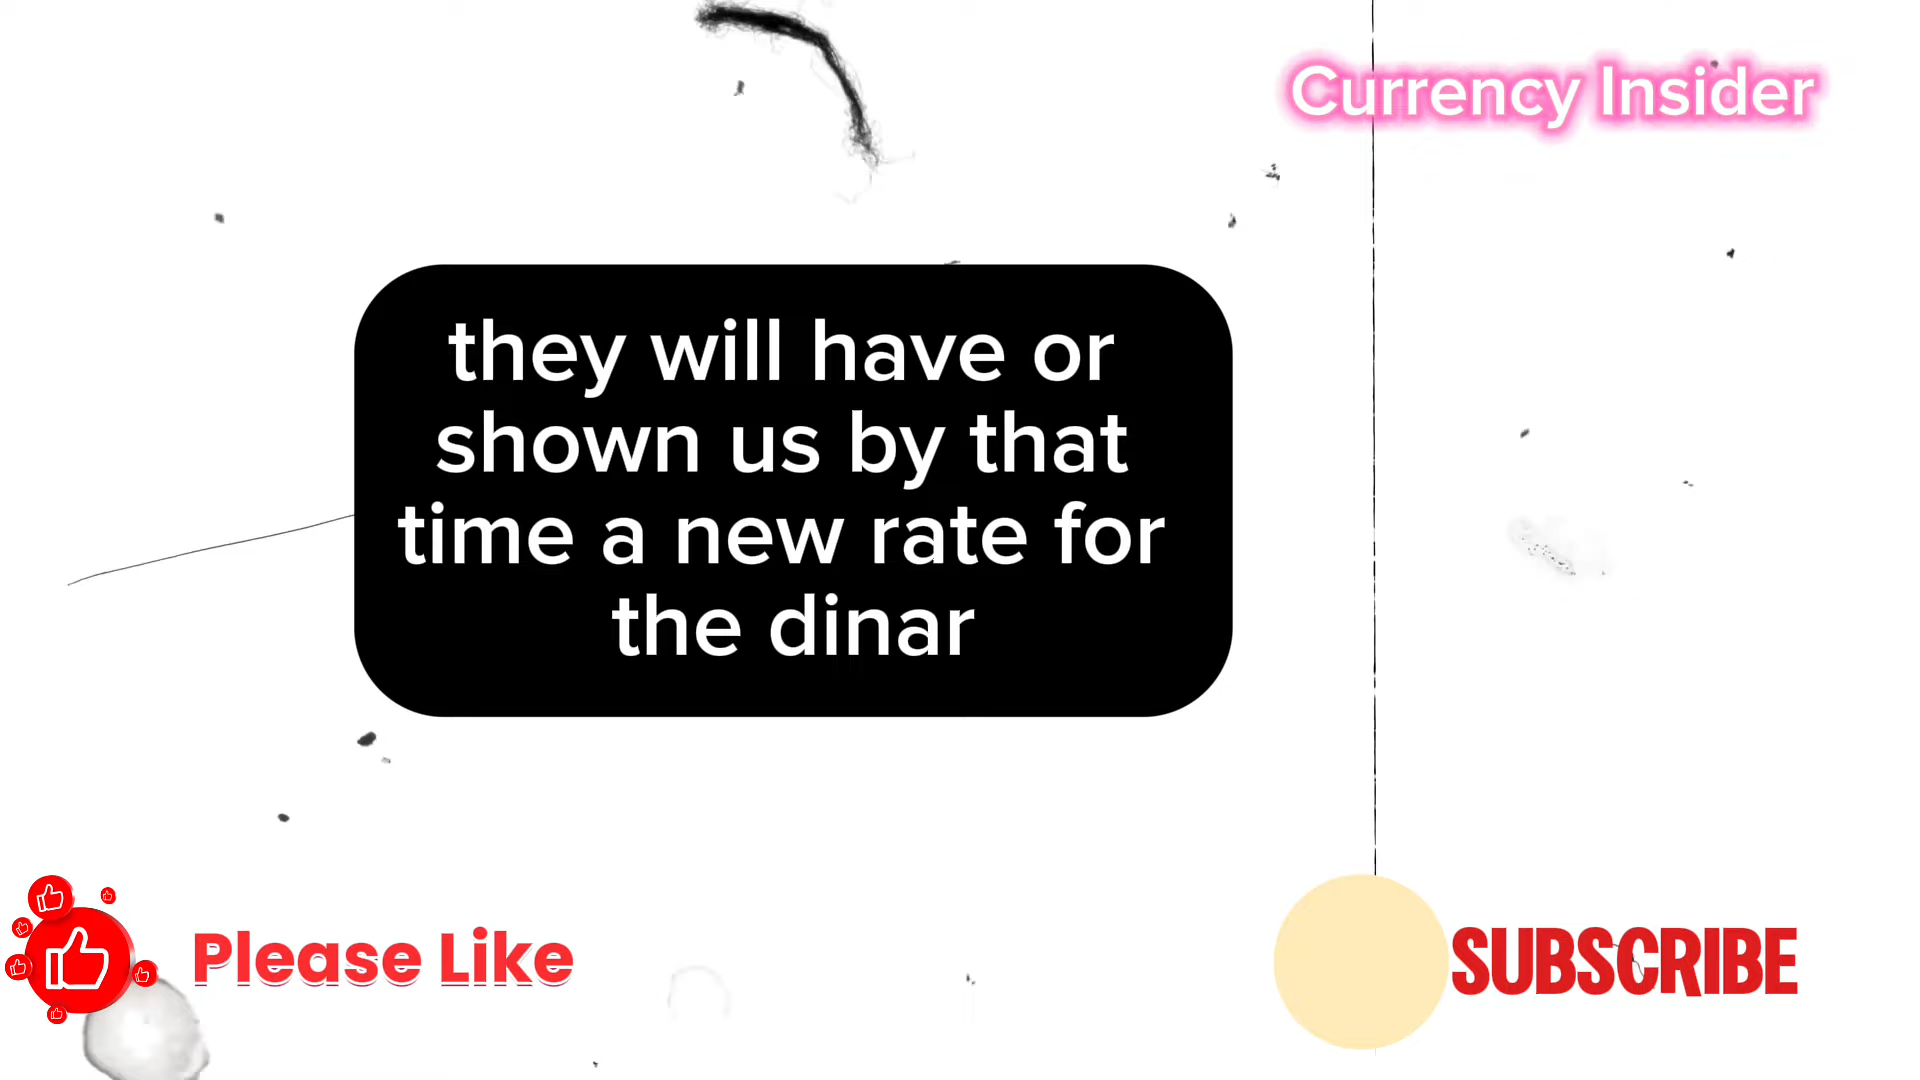 Currency Insider
they will have or
shown us by that
time a new rate for
the dinar
Please Like
SUBSCRIBE